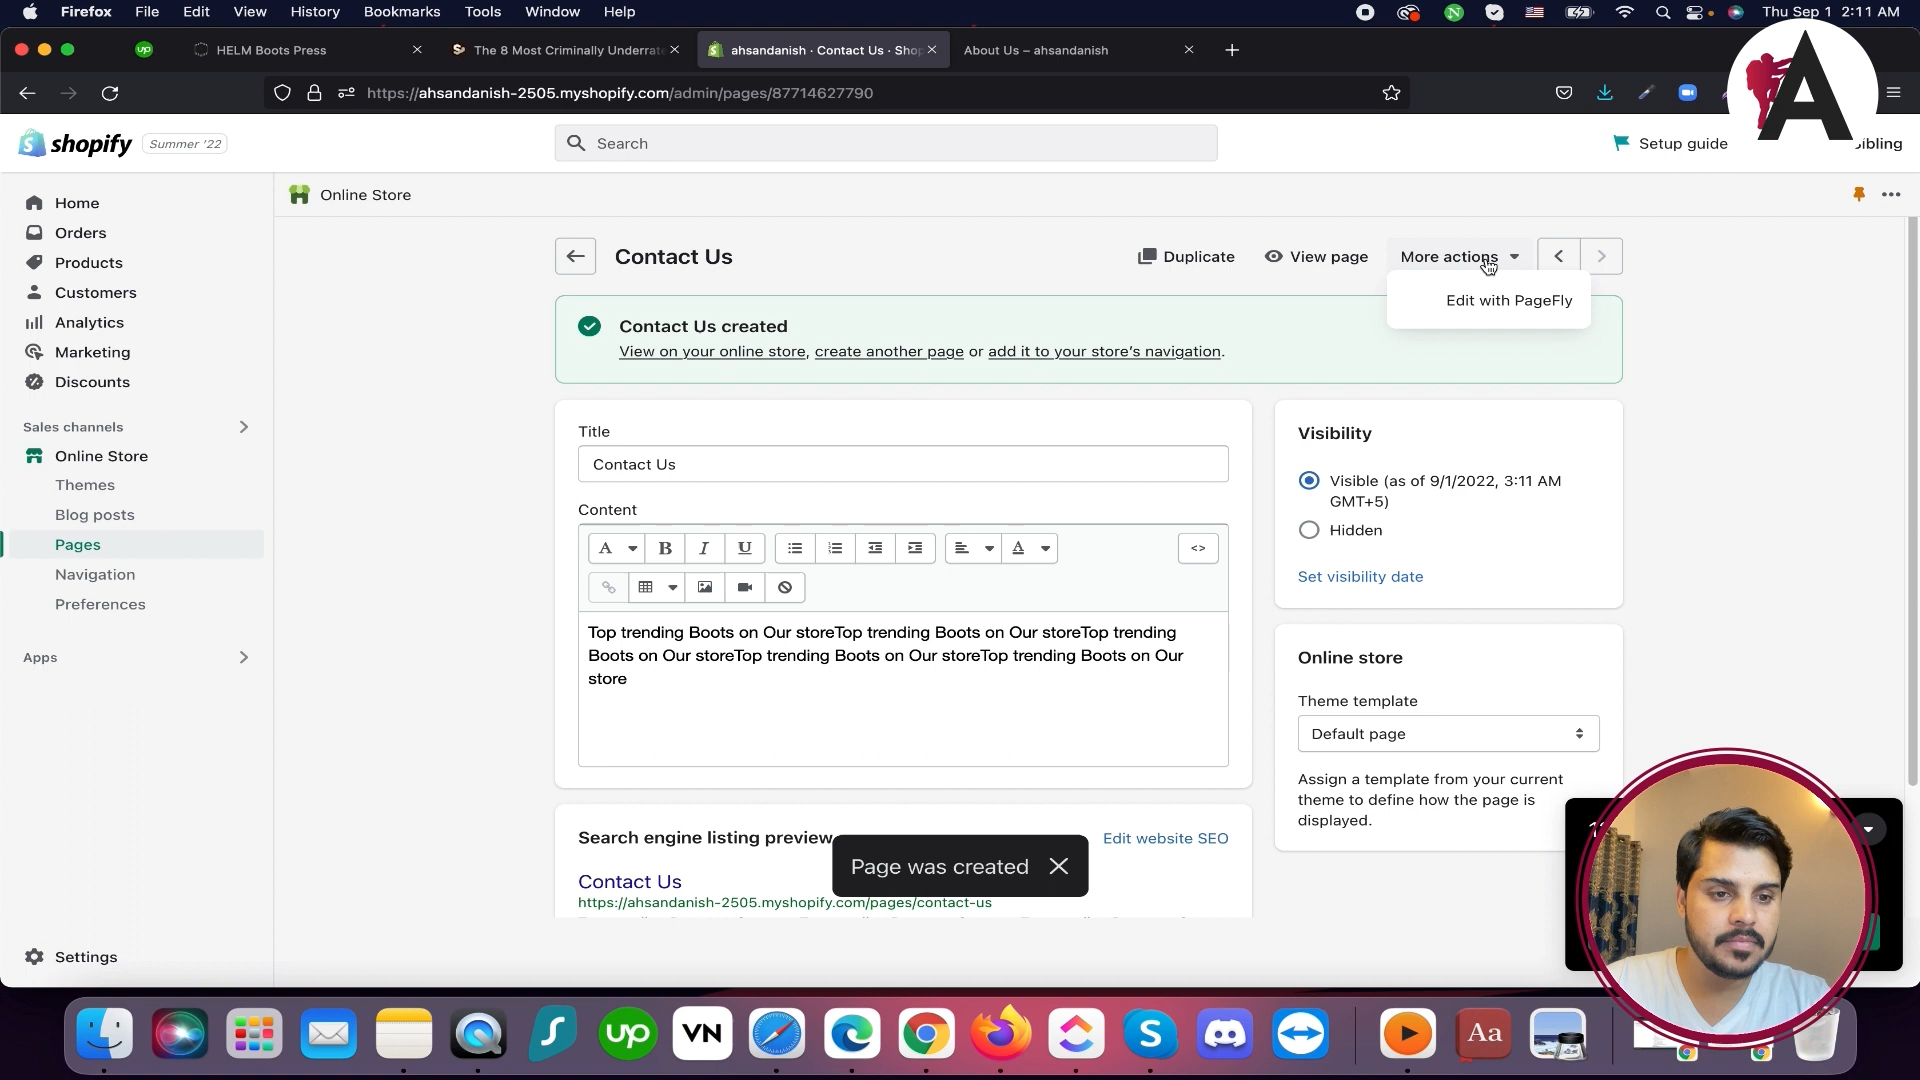 Firefox File Edit View History Bookmarks Tools Window Help Thu Sep 1 2:11 AM
up HELM Boots Press The 8 Most Criminally Underrate ahsandanish · Contact Us · Shop About Us – ahsandanish
https://ahsandanish-2505.myshopify.com/admin/pages/87714627790
A
shopify Summer '22 Search Setup guide
Online Store
Home
Orders
Products
Customers
Analytics
Marketing
Discounts
Sales channels
Online Store
Themes
Blog posts
Pages
Navigation
Preferences
Apps
Settings
Contact Us Duplicate View page More actions
Edit with PageFly
Contact Us created
View on your online store, create another page or add it to your store's navigation.
Title
Contact Us
Content
A B I U A <>
Top trending Boots on Our storeTop trending Boots on Our storeTop trending
Boots on Our storeTop trending Boots on Our storeTop trending Boots on Our
store
Search engine listing preview Edit website SEO
Contact Us
https://ahsandanish-2505.myshopify.com/pages/contact-us
Page was created
Visibility
Visible (as of 9/1/2022, 3:11 AM
GMT+5)
Hidden
Set visibility date
Online store
Theme template
Default page
Assign a template from your current
theme to define how the page is
displayed.
up VN S Aa